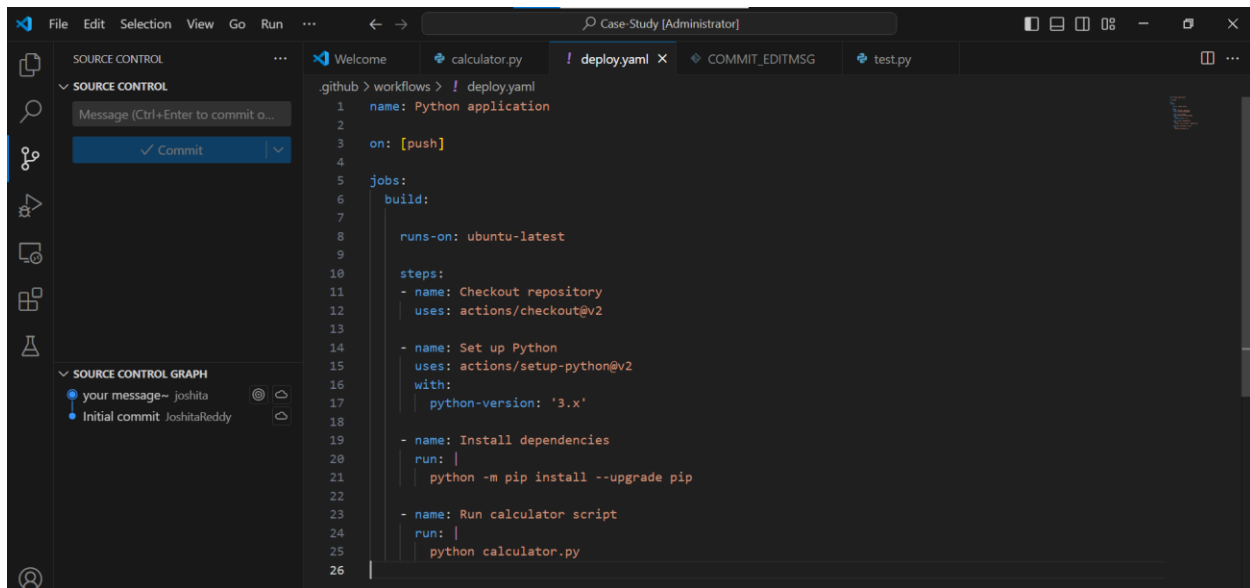 File Edit Selection View Go Run ··· Case-Study [Administrator]
SOURCE CONTROL ···
Welcome calculator.py ! deploy.yaml COMMIT_EDITMSG test.py ···
SOURCE CONTROL
Message (Ctrl+Enter to commit o...
Commit
SOURCE CONTROL GRAPH
your message~ joshita
Initial commit JoshitaReddy
.github > workflows > ! deploy.yaml
1 name: Python application
2
3 on: [push]
4
5 jobs:
6 build:
7
8 runs-on: ubuntu-latest
9
10 steps:
11 - name: Checkout repository
12 uses: actions/checkout@v2
13
14 - name: Set up Python
15 uses: actions/setup-python@v2
16 with:
17 python-version: '3.x'
18
19 - name: Install dependencies
20 run: |
21 python -m pip install --upgrade pip
22
23 - name: Run calculator script
24 run: |
25 python calculator.py
26